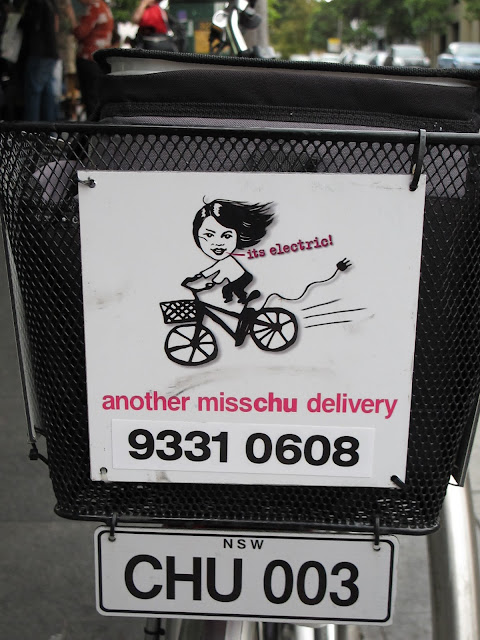 its electric!
another misschu delivery
9331 0608
NSW
CHU 003